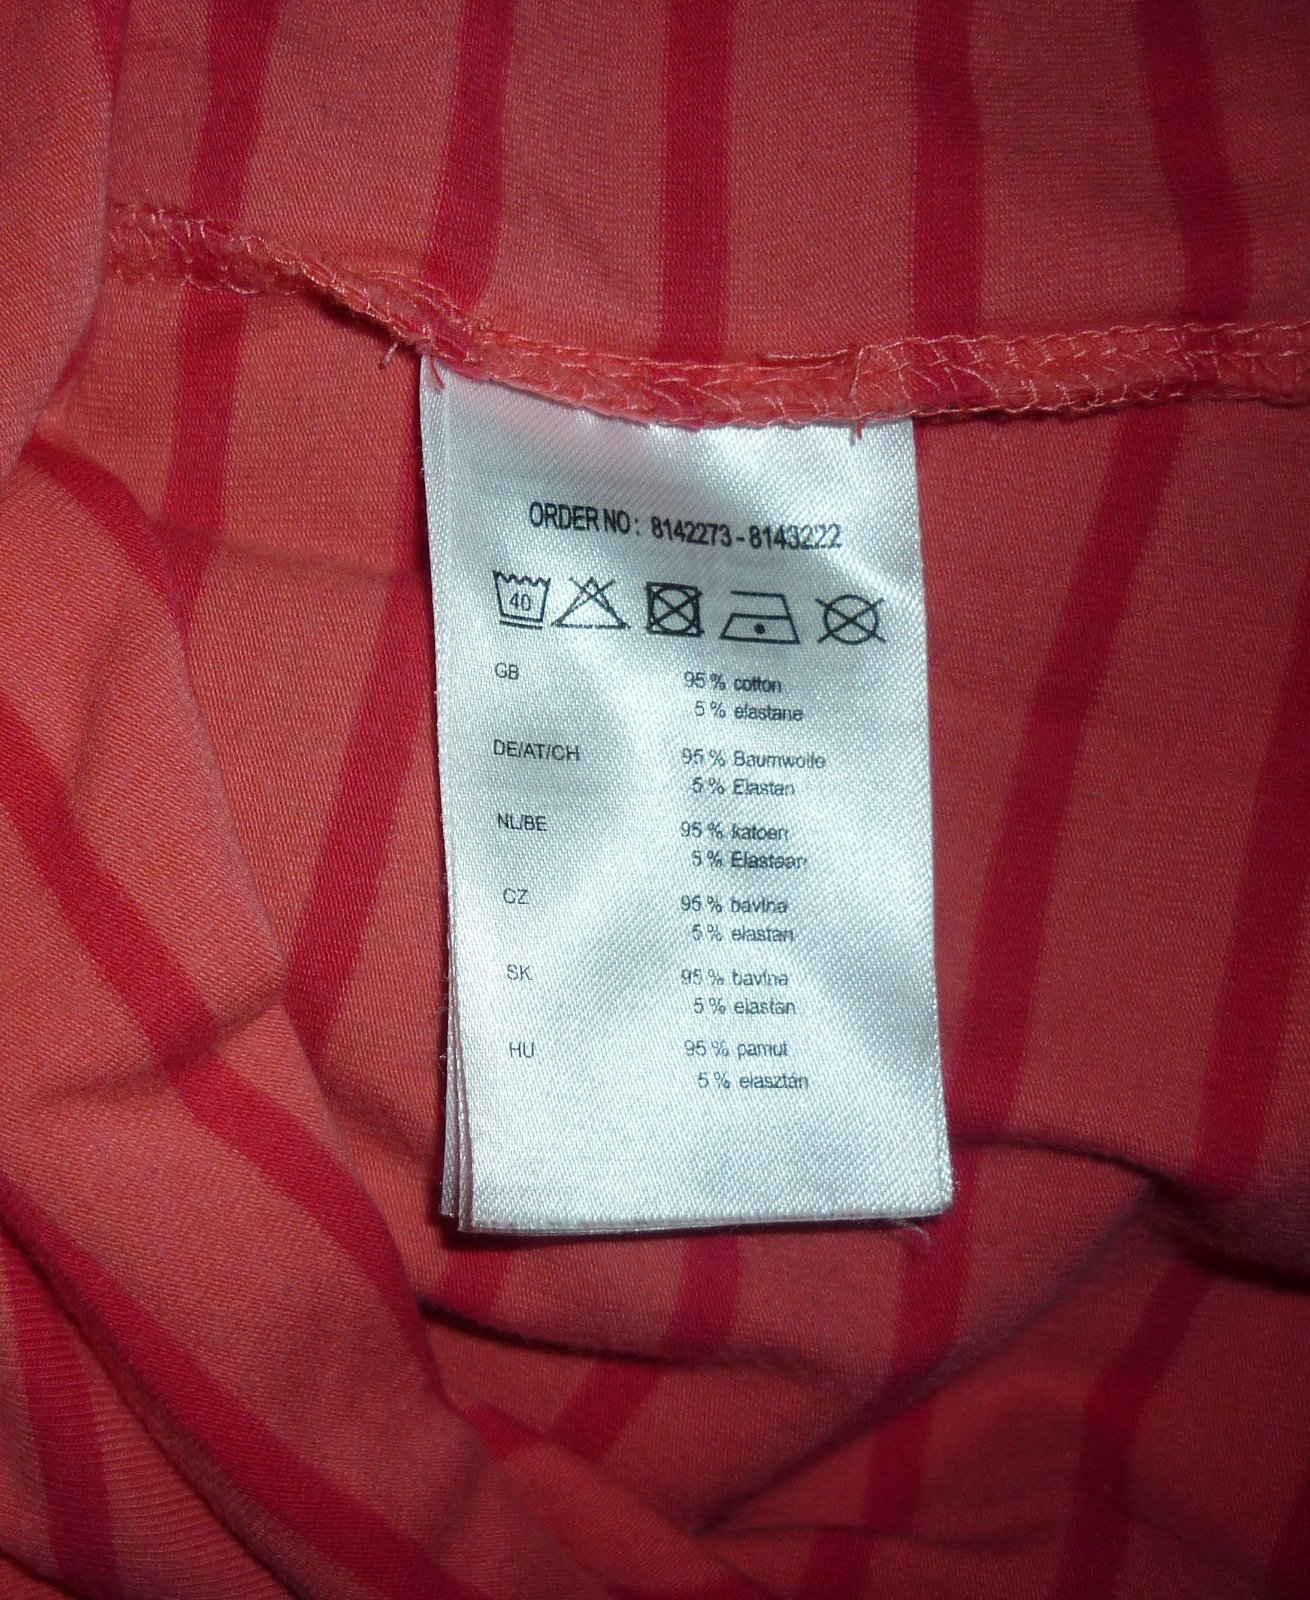 ORDER NO: 8142273-8143222
40
GB 95 % cotton
5 % elastane
DE/AT/CH 95 % Baumwolle
5 % Elastan
NL/BE 95 % katoen
5 % Elastaan
CZ 95 % bavlna
5 % elastan
SK 95 % bavlna
5 % elastan
HU 95 % pamut
5 % elasztán